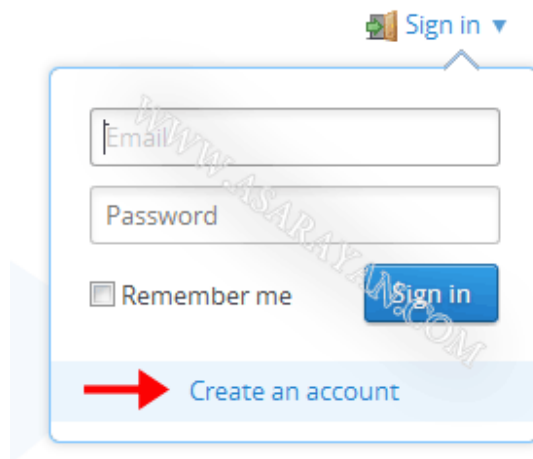 Sign in ▼
Email
Password
Remember me
Sign in
Create an account
WWW.ASARAYAN.COM